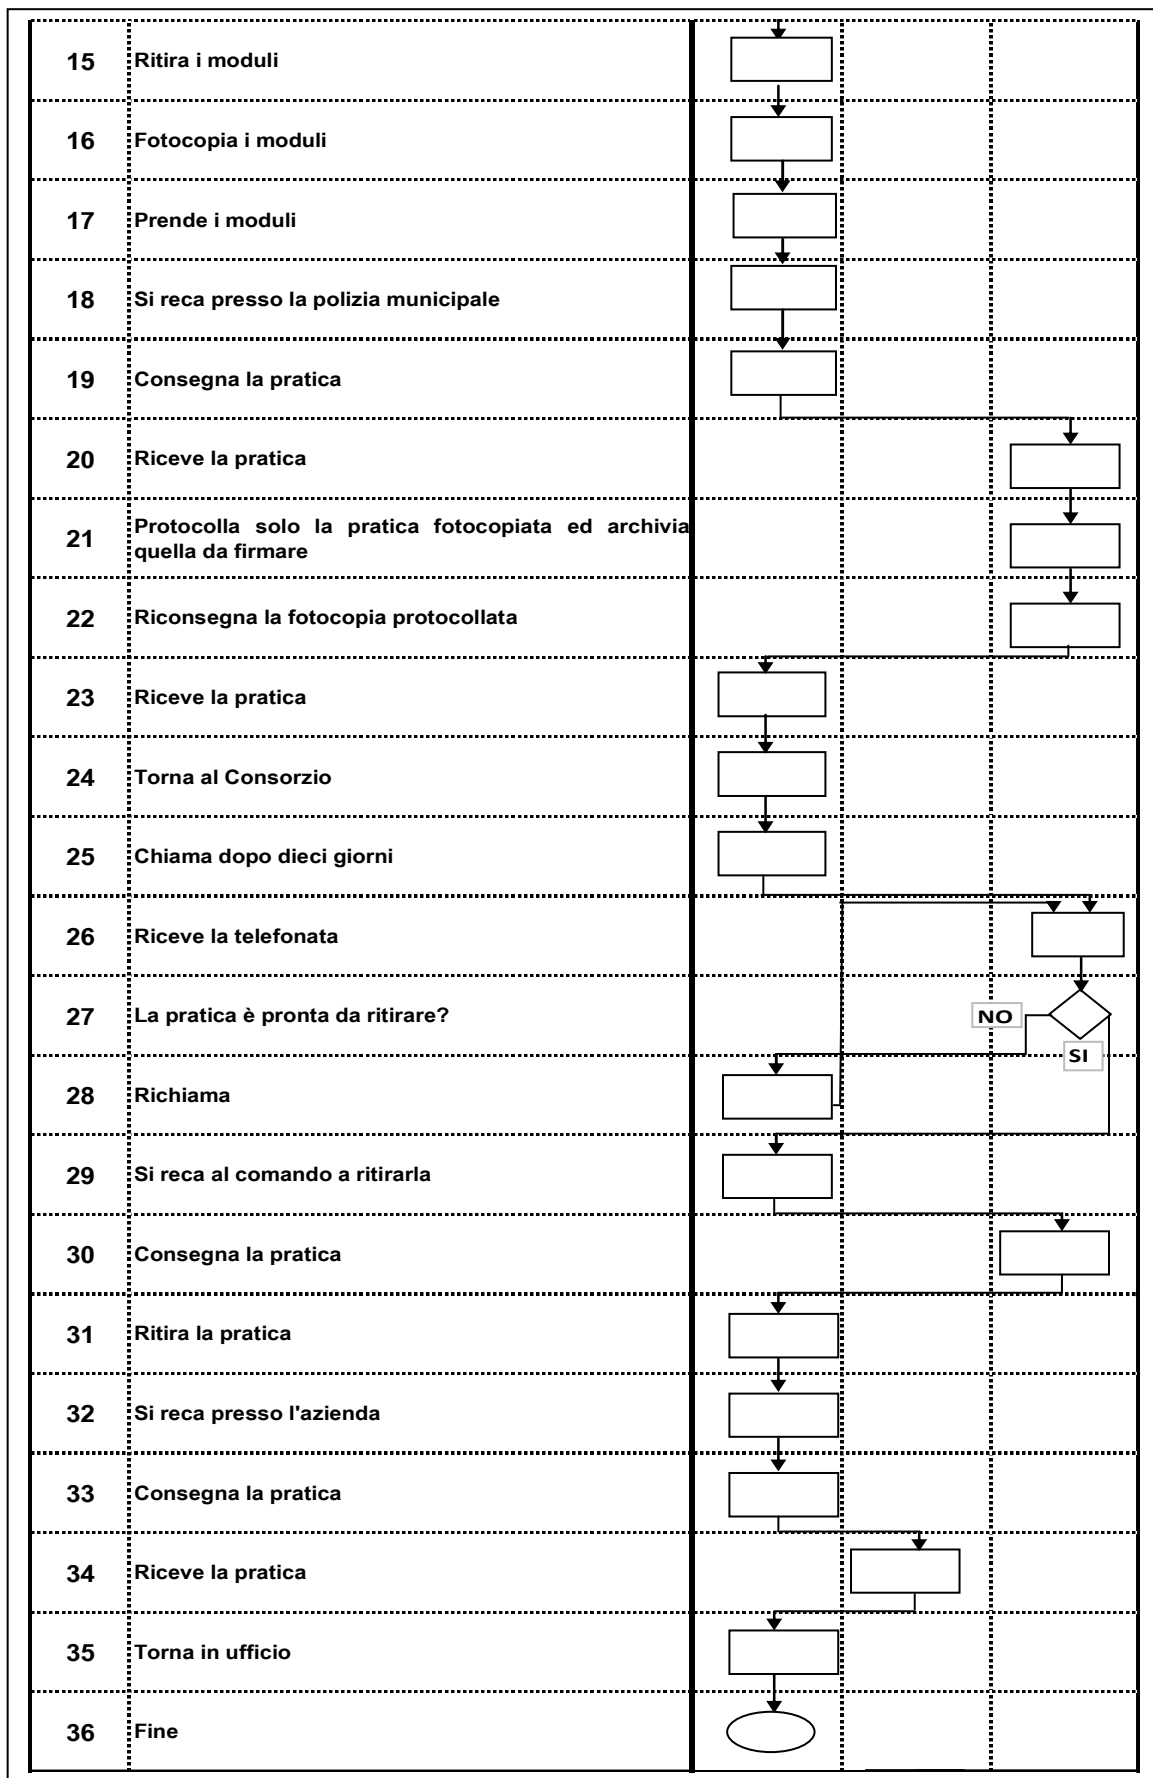 15 Ritira i moduli
16 Fotocopia i moduli
17 Prende i moduli
18 Si reca presso la polizia municipale
19 Consegna la pratica
20 Riceve la pratica
21 Protocolla solo la pratica fotocopiata ed archivia
quella da firmare
22 Riconsegna la fotocopia protocollata
23 Riceve la pratica
24 Torna al Consorzio
25 Chiama dopo dieci giorni
26 Riceve la telefonata
27 La pratica è pronta da ritirare? NO
SI
28 Richiama
29 Si reca al comando a ritirarla
30 Consegna la pratica
31 Ritira la pratica
32 Si reca presso l'azienda
33 Consegna la pratica
34 Riceve la pratica
35 Torna in ufficio
36 Fine